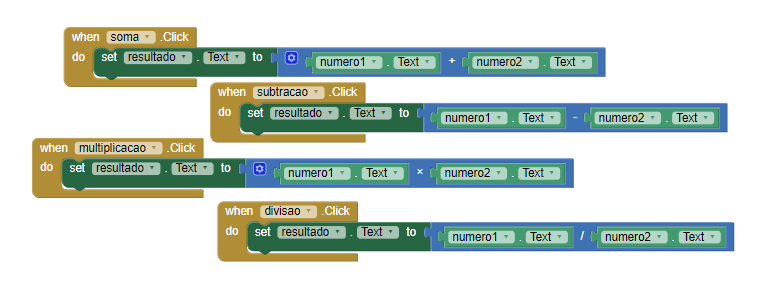 when soma .Click
do set resultado . Text to numero1 . Text + numero2 . Text
when subtracao .Click
do set resultado . Text to numero1 . Text - numero2 . Text
when multiplicacao .Click
do set resultado . Text to numero1 . Text × numero2 . Text
when divisao .Click
do set resultado . Text to numero1 . Text / numero2 . Text